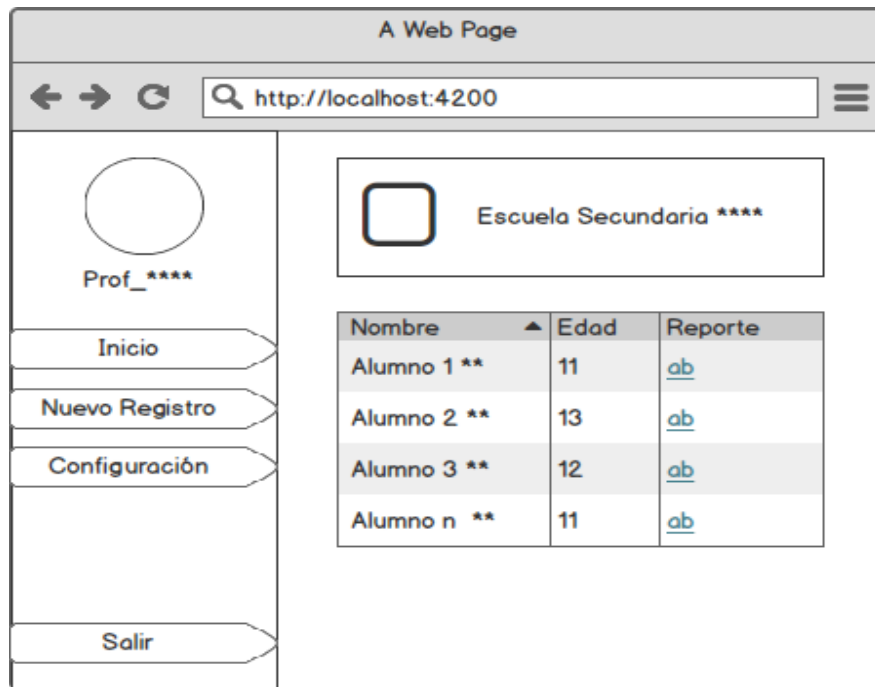 A Web Page
http://localhost:4200
Prof_****
Inicio
Nuevo Registro
Configuración
Salir
Escuela Secundaria ****
Nombre Edad Reporte
Alumno 1 ** 11 ab
Alumno 2 ** 13 ab
Alumno 3 ** 12 ab
Alumno n ** 11 ab